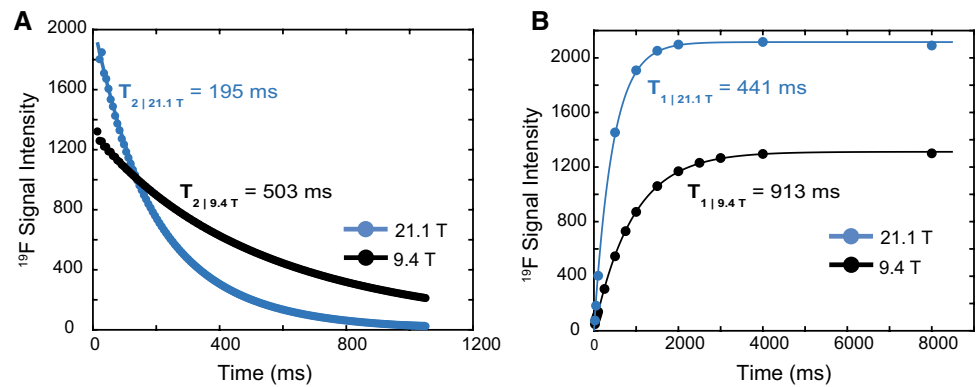 A
2000
1600
1200
800
400
0
0
400
800
1200
Time (ms)
19F Signal Intensity
T2 | 21.1 T = 195 ms
T2 | 9.4 T = 503 ms
21.1 T
9.4 T
B
2000
1600
1200
800
400
0
0
2000
4000
6000
8000
Time (ms)
19F Signal Intensity
T1 | 21.1 T = 441 ms
T1 | 9.4 T = 913 ms
21.1 T
9.4 T